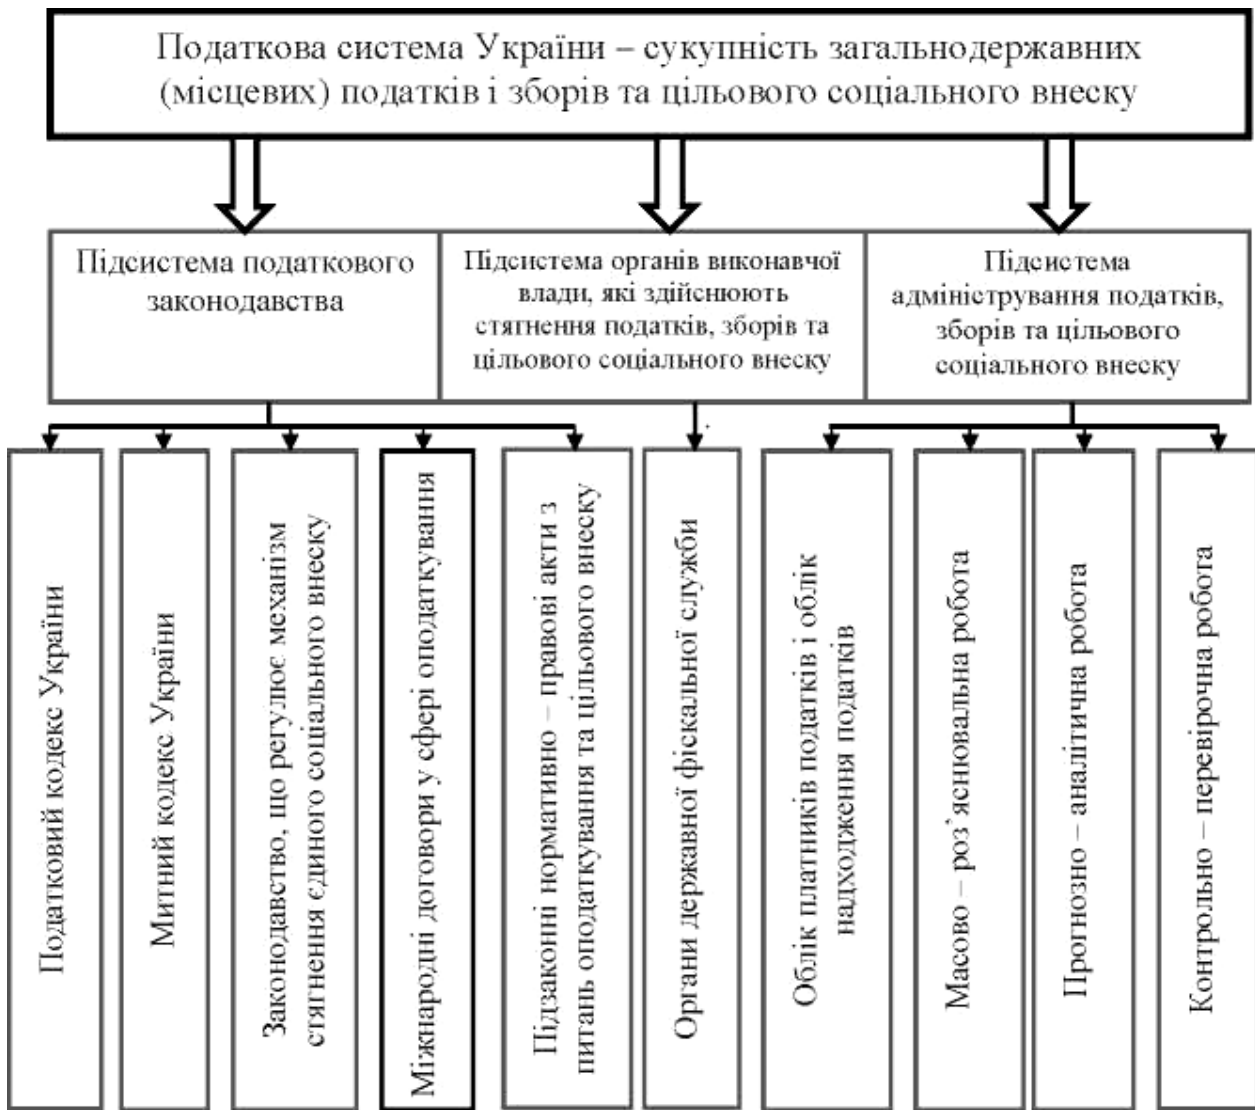 Податкова система України – сукупність загальнодержавних
(місцевих) податків і зборів та цільового соціального внеску
Підсистема податкового
законодавства
Підсистема органів виконавчої
влади, які здійснюють
стягнення податків, зборів та
цільового соціального внеску
Підсистема
адміністрування податків,
зборів та цільового
соціального внеску
Податковий кодекс України
Митний кодекс України
Законодавство, що регулює механізм
стягнення єдиного соціального внеску
Міжнародні договори у сфері оподаткування
Підзаконні нормативно – правові акти з
питань оподаткування та цільового внеску
Органи державної фіскальної служби
Облік платників податків і облік
надходження податків
Масово – роз’яснювальна робота
Прогнозно – аналітична робота
Контрольно – перевірочна робота